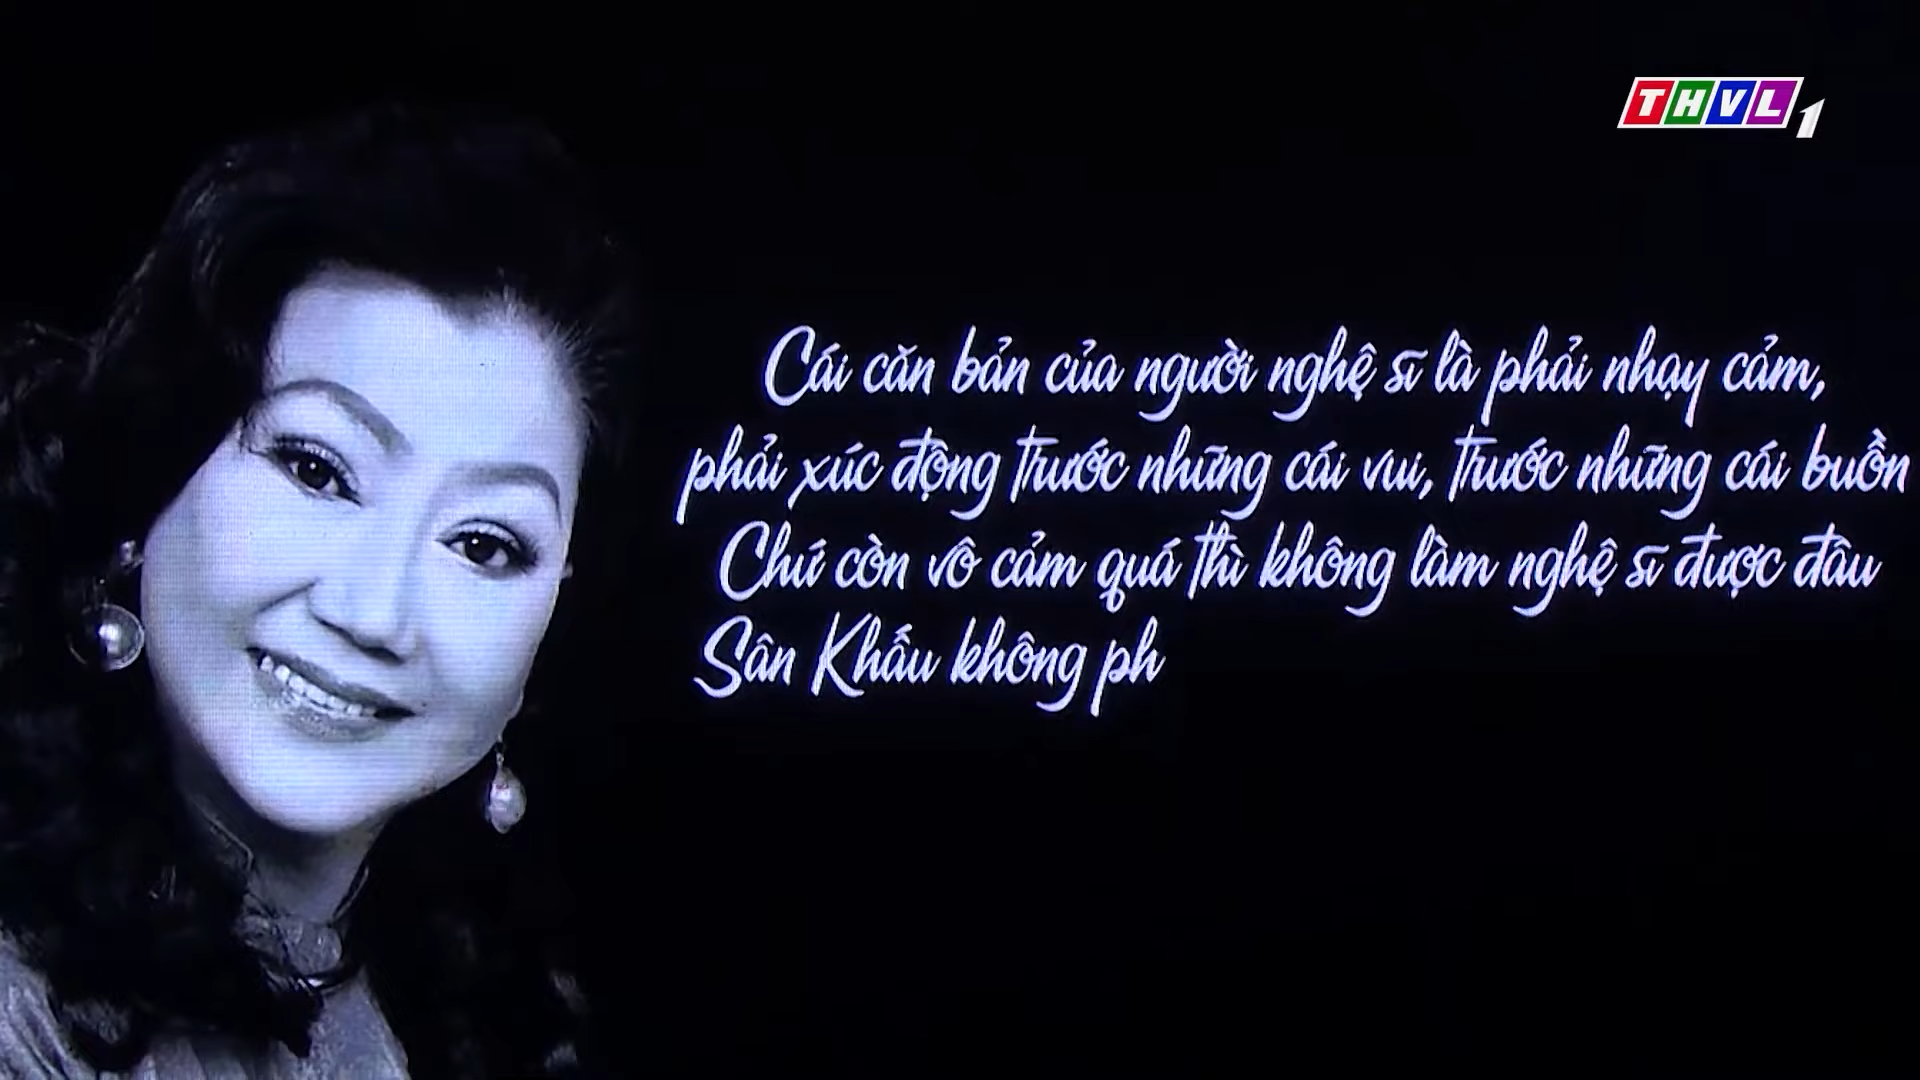 THVL1
Cái căn bản của người nghệ sĩ là phải nhạy cảm,
phải xúc động trước những cái vui, trước những cái buồn
Chứ còn vô cảm quá thì không làm nghệ sĩ được đâu
Sân Khấu không ph